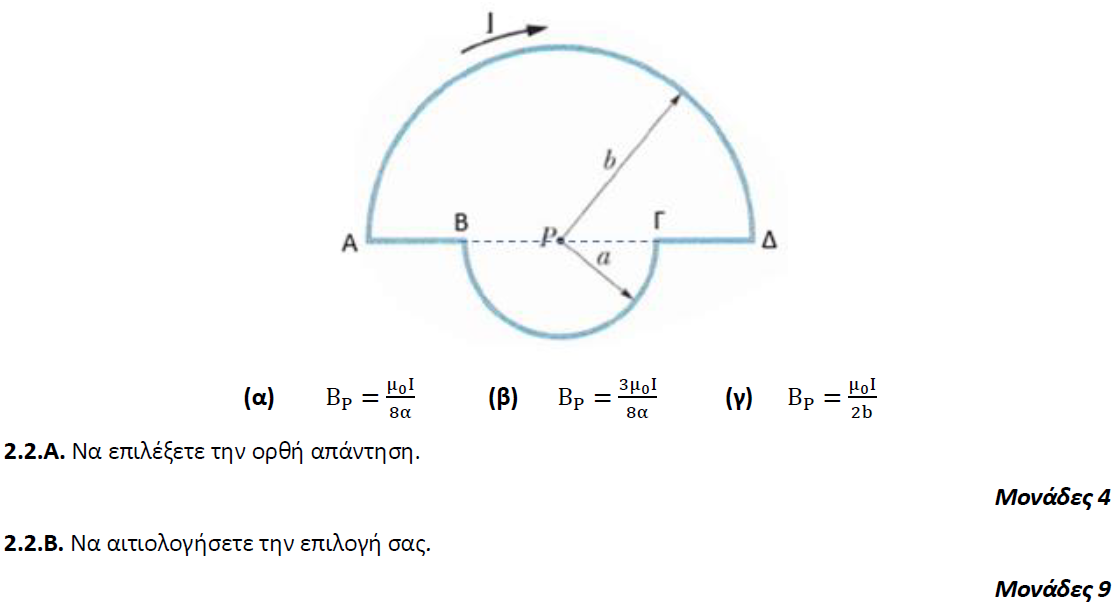 I
b
A
B
P
Γ
Δ
a
(α) B_P = μ₀I/8α (β) B_P = 3μ₀I/8α (γ) B_P = μ₀I/2b
2.2.Α. Να επιλέξετε την ορθή απάντηση.
Μονάδες 4
2.2.Β. Να αιτιολογήσετε την επιλογή σας.
Μονάδες 9